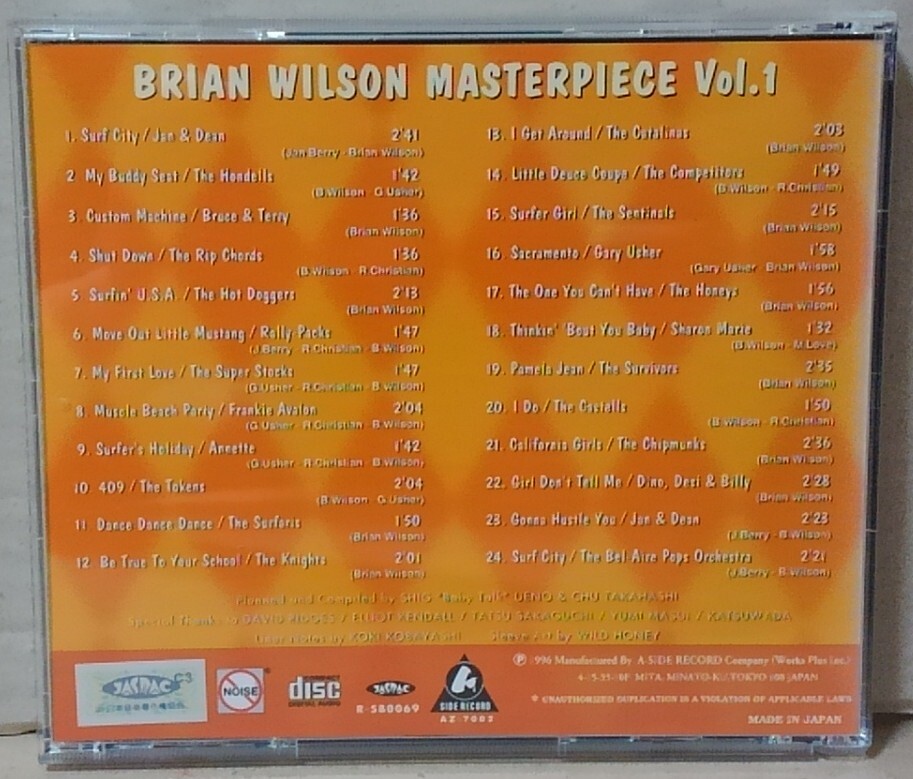 BRIAN WILSON MASTERPIECE Vol.1
1. Surf City / Jan & Dean 2'41
(Jan Berry · Brian Wilson)
2 My Buddy Seat / The Hondells 1'42
(B.Wilson · G.Usher)
3. Custom Machine / Bruce & Terry 1'36
(Brian Wilson)
4. Shut Down / The Rip Chords 1'36
(B.Wilson · R.Christian)
5 Surfin' U.S.A. / The Hot Doggers 2'13
(Brian Wilson)
6. Move Out Little Mustang / Rally-Packs 1'47
(J.Berry · R.Christian · B.Wilson)
7. My First Love / The Super Stocks 1'47
(G.Usher · R.Christian · B.Wilson)
8. Muscle Beach Party / Frankie Avalon 2'04
(G.Usher · R.Christian · B.Wilson)
9. Surfer's Holiday / Annette 1'42
(G.Usher · R.Christian · B.Wilson)
10 409 / The Tokens 2'04
(B.Wilson · G.Usher)
11 Dance Dance Dance / The Surfaris 1'50
(Brian Wilson)
12 Be True To Your School / The Knights 2'01
(Brian Wilson)
13. I Get Around / The Catalinas 2'03
(Brian Wilson)
14. Little Deuce Coupe / The Competitors 1'49
(B.Wilson · R.Christian)
15. Surfer Girl / The Sentinals 2'15
(Brian Wilson)
16. Sacramento / Gary Usher 1'58
(Gary Usher · Brian Wilson)
17. The One You Can't Have / The Honeys 1'56
(Brian Wilson)
18. Thinkin' 'Bout You Baby / Sharon Marie 1'32
(B.Wilson · M.Love)
19. Pamela Jean / The Survivors 2'35
(Brian Wilson)
20. I Do / The Castells 1'50
(B.Wilson · R.Christian)
21. California Girls / The Chipmunks 2'36
(Brian Wilson)
22. Girl Don't Tell Me / Dino, Desi & Billy 2'28
(Brian Wilson)
23. Gonna Hustle You / Jan & Dean 2'23
(J.Berry · B.Wilson)
24. Surf City / The Bel-Aire Pops Orchestra 2'21
(J.Berry · B.Wilson)
Planned and Compiled by SHIG "Baby Talk" UENO & CHU TAKAHASHI
Special Thanks to DAVID RIDGES / ELLIOT KENDALL / TATSU SAKAGUCHI / YUMI MASUI / KATSUWADA
Liner Notes by KOKI KOBAYASHI Sleeve Art by WILD HONEY
JASRAC C3
NOISE
COMPACT
disc
DIGITAL AUDIO
JASRAC
R-580069
SIDE RECORD
AZ 7002
Ⓟ 1996 Manufactured By A-SIDE RECORD Company (Works Plus Inc.)
MITA, MINATO-KU, TOKYO 108 JAPAN
* UNAUTHORIZED DUPLICATION IS A VIOLATION OF APPLICABLE LAWS
MADE IN JAPAN